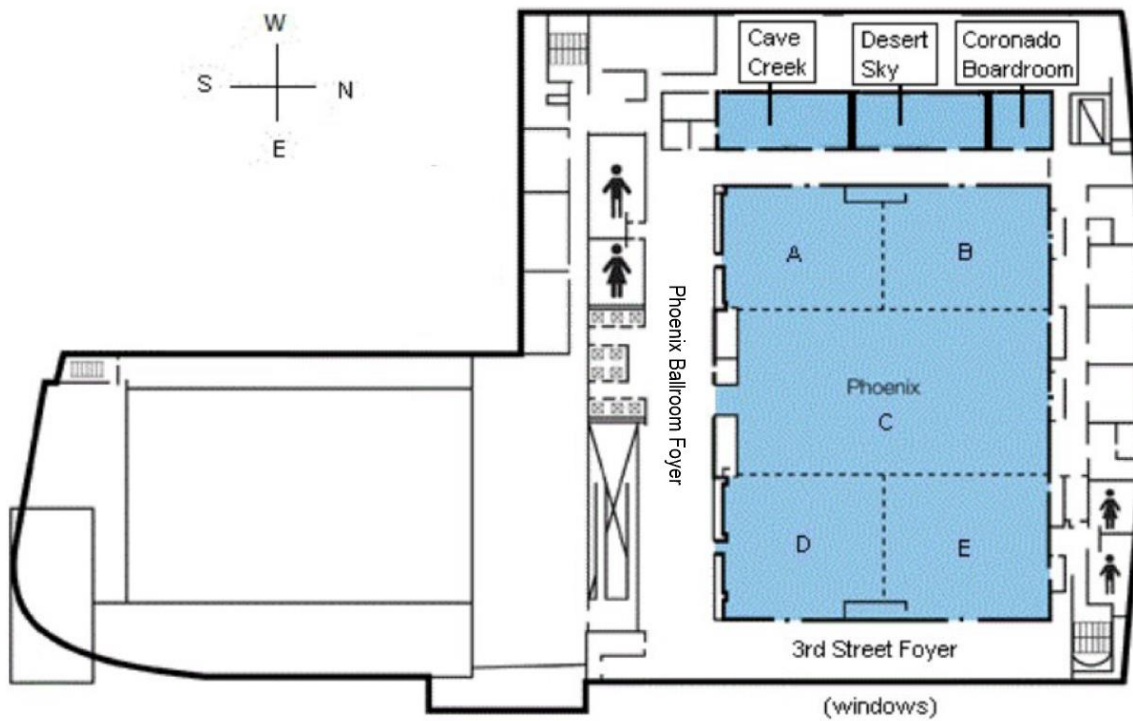 W
S
N
E
Cave
Creek
Desert
Sky
Coronado
Boardroom
A
B
Phoenix Ballroom Foyer
Phoenix
C
D
E
3rd Street Foyer
(windows)